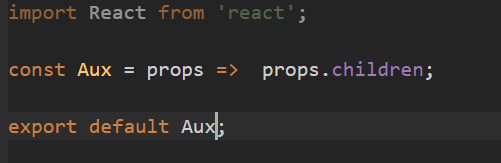 import React from 'react';
const Aux = props =>  props.children;
export default Aux;